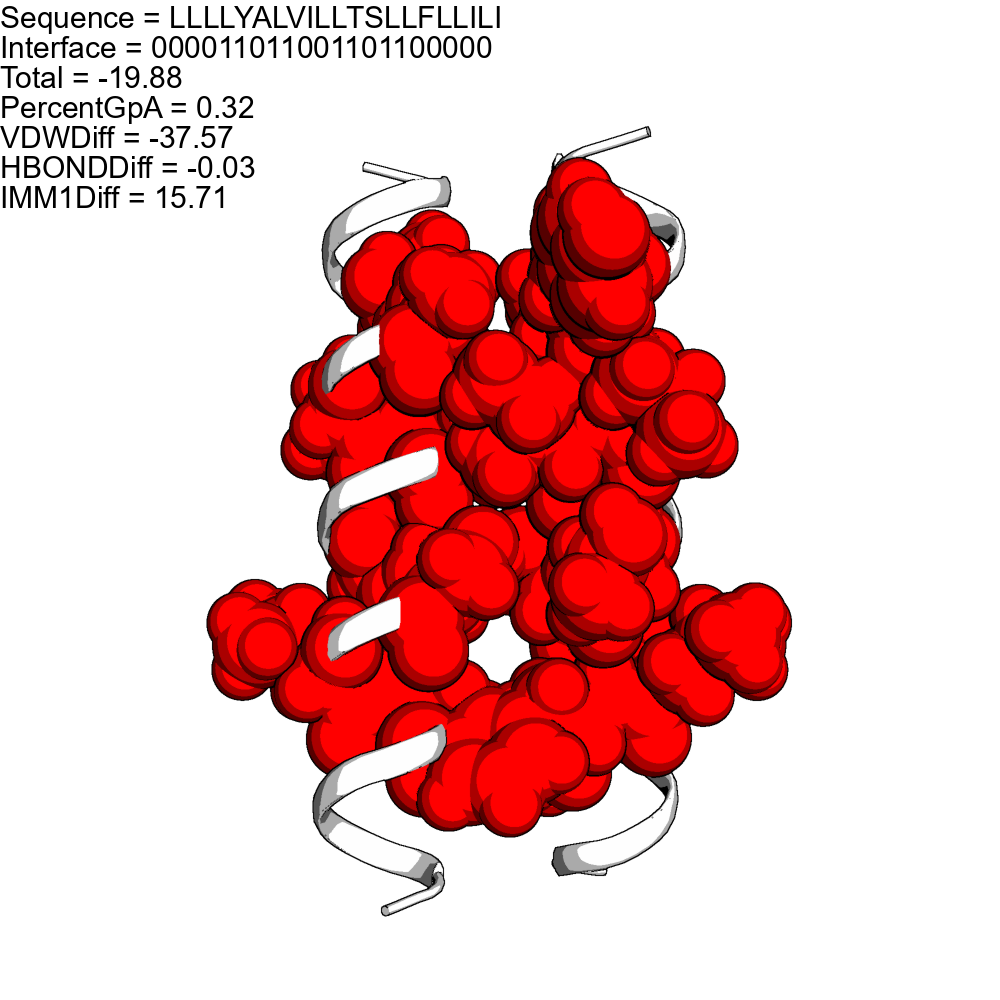 Sequence = LLLLYALVILLTSLLFLLILI
Interface = 000011011001101100000
Total = -19.88
PercentGpA = 0.32
VDWDiff = -37.57
HBONDDiff = -0.03
IMM1Diff = 15.71